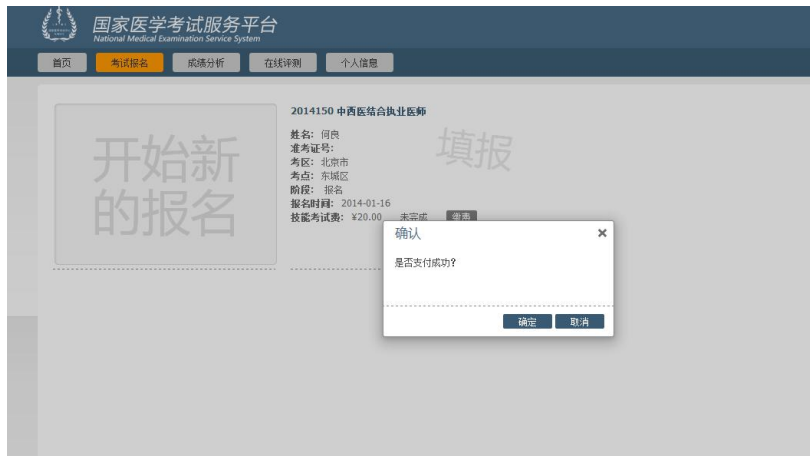 国家医学考试服务平台
National Medical Examination Service System
首页 考试报名 成绩分析 在线评测 个人信息
开始新
的报名
2014150 中西医结合执业医师
填报
姓名: 何良
准考证号:
考区: 北京市
考点: 东城区
阶段: 报名
报名时间: 2014-01-16
技能考试费: ¥20.00 未完成 缴费
确认 ×
是否支付成功?
确定 取消